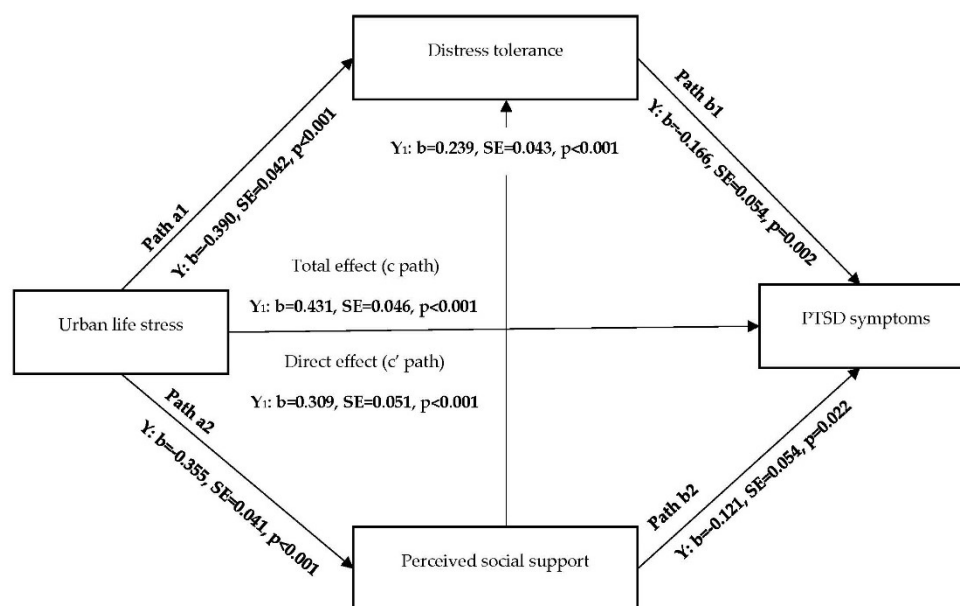 Distress tolerance
Path b1
Y: b=-0.166, SE=0.054, p=0.002
Path a1
Y: b=-0.390, SE=0.042, p<0.001
Y₁: b=0.239, SE=0.043, p<0.001
Total effect (c path)
Y₁: b=0.431, SE=0.046, p<0.001
Urban life stress
PTSD symptoms
Direct effect (c’ path)
Y₁: b=0.309, SE=0.051, p<0.001
Path a2
Y: b=-0.355, SE=0.041, p<0.001
Perceived social support
Path b2
Y: b=-0.121, SE=0.054, p=0.022